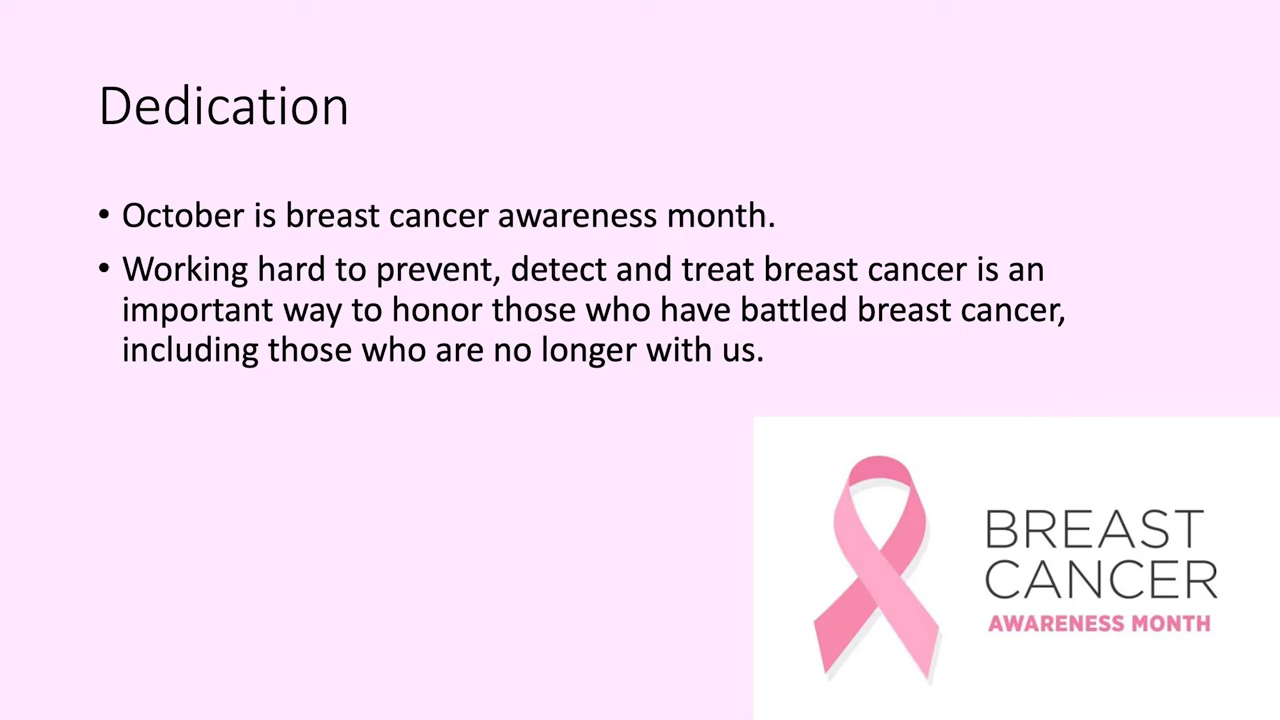 Dedication
• October is breast cancer awareness month.
• Working hard to prevent, detect and treat breast cancer is an
important way to honor those who have battled breast cancer,
including those who are no longer with us.
BREAST
CANCER
AWARENESS MONTH